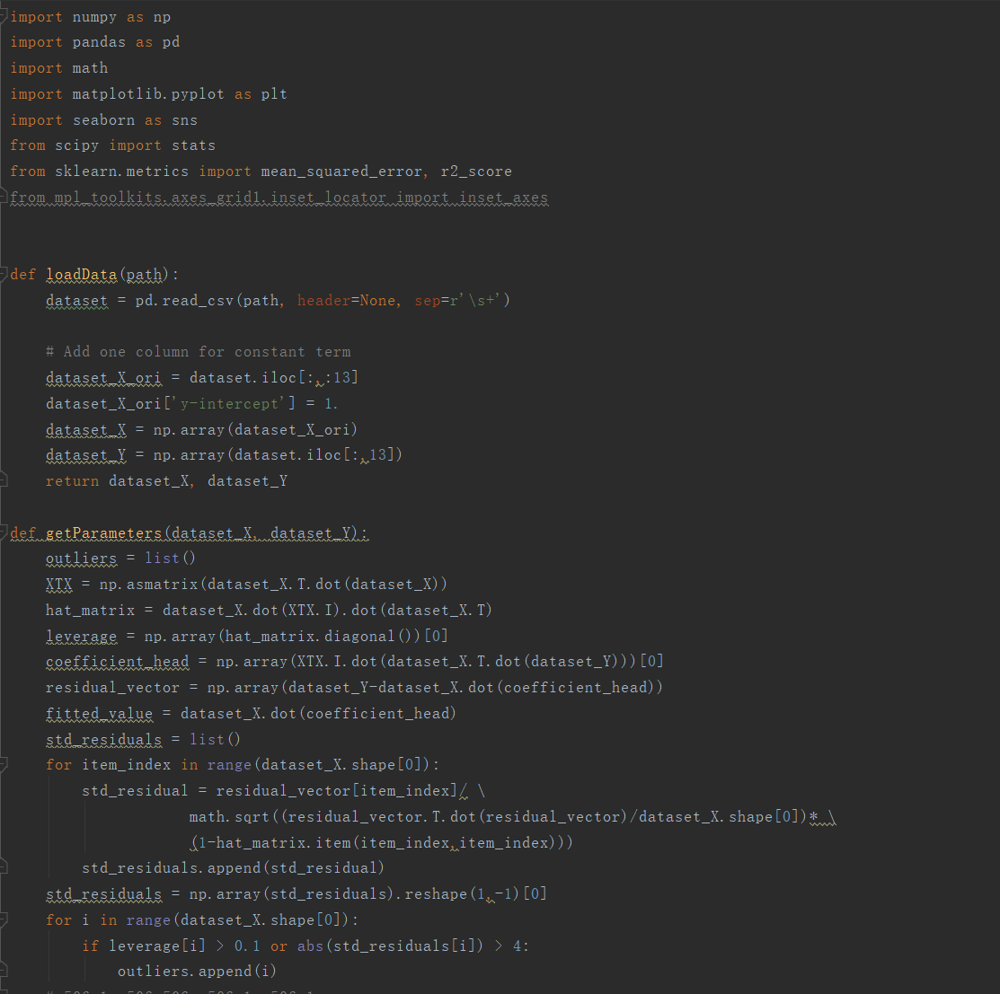 import numpy as np
import pandas as pd
import math
import matplotlib.pyplot as plt
import seaborn as sns
from scipy import stats
from sklearn.metrics import mean_squared_error, r2_score
from mpl_toolkits.axes_grid1.inset_locator import inset_axes
def loadData(path):
    dataset = pd.read_csv(path, header=None, sep=r'\s+')
    # Add one column for constant term
    dataset_X_ori = dataset.iloc[:,:13]
    dataset_X_ori['y-intercept'] = 1.
    dataset_X = np.array(dataset_X_ori)
    dataset_Y = np.array(dataset.iloc[:,13])
    return dataset_X, dataset_Y
def getParameters(dataset_X, dataset_Y):
    outliers = list()
    XTX = np.asmatrix(dataset_X.T.dot(dataset_X))
    hat_matrix = dataset_X.dot(XTX.I).dot(dataset_X.T)
    leverage = np.array(hat_matrix.diagonal())[0]
    coefficient_head = np.array(XTX.I.dot(dataset_X.T.dot(dataset_Y)))[0]
    residual_vector = np.array(dataset_Y-dataset_X.dot(coefficient_head))
    fitted_value = dataset_X.dot(coefficient_head)
    std_residuals = list()
    for item_index in range(dataset_X.shape[0]):
        std_residual = residual_vector[item_index]/ \
                    math.sqrt((residual_vector.T.dot(residual_vector)/dataset_X.shape[0])* \
                    (1-hat_matrix.item(item_index,item_index)))
        std_residuals.append(std_residual)
    std_residuals = np.array(std_residuals).reshape(1,-1)[0]
    for i in range(dataset_X.shape[0]):
        if leverage[i] > 0.1 or abs(std_residuals[i]) > 4:
            outliers.append(i)